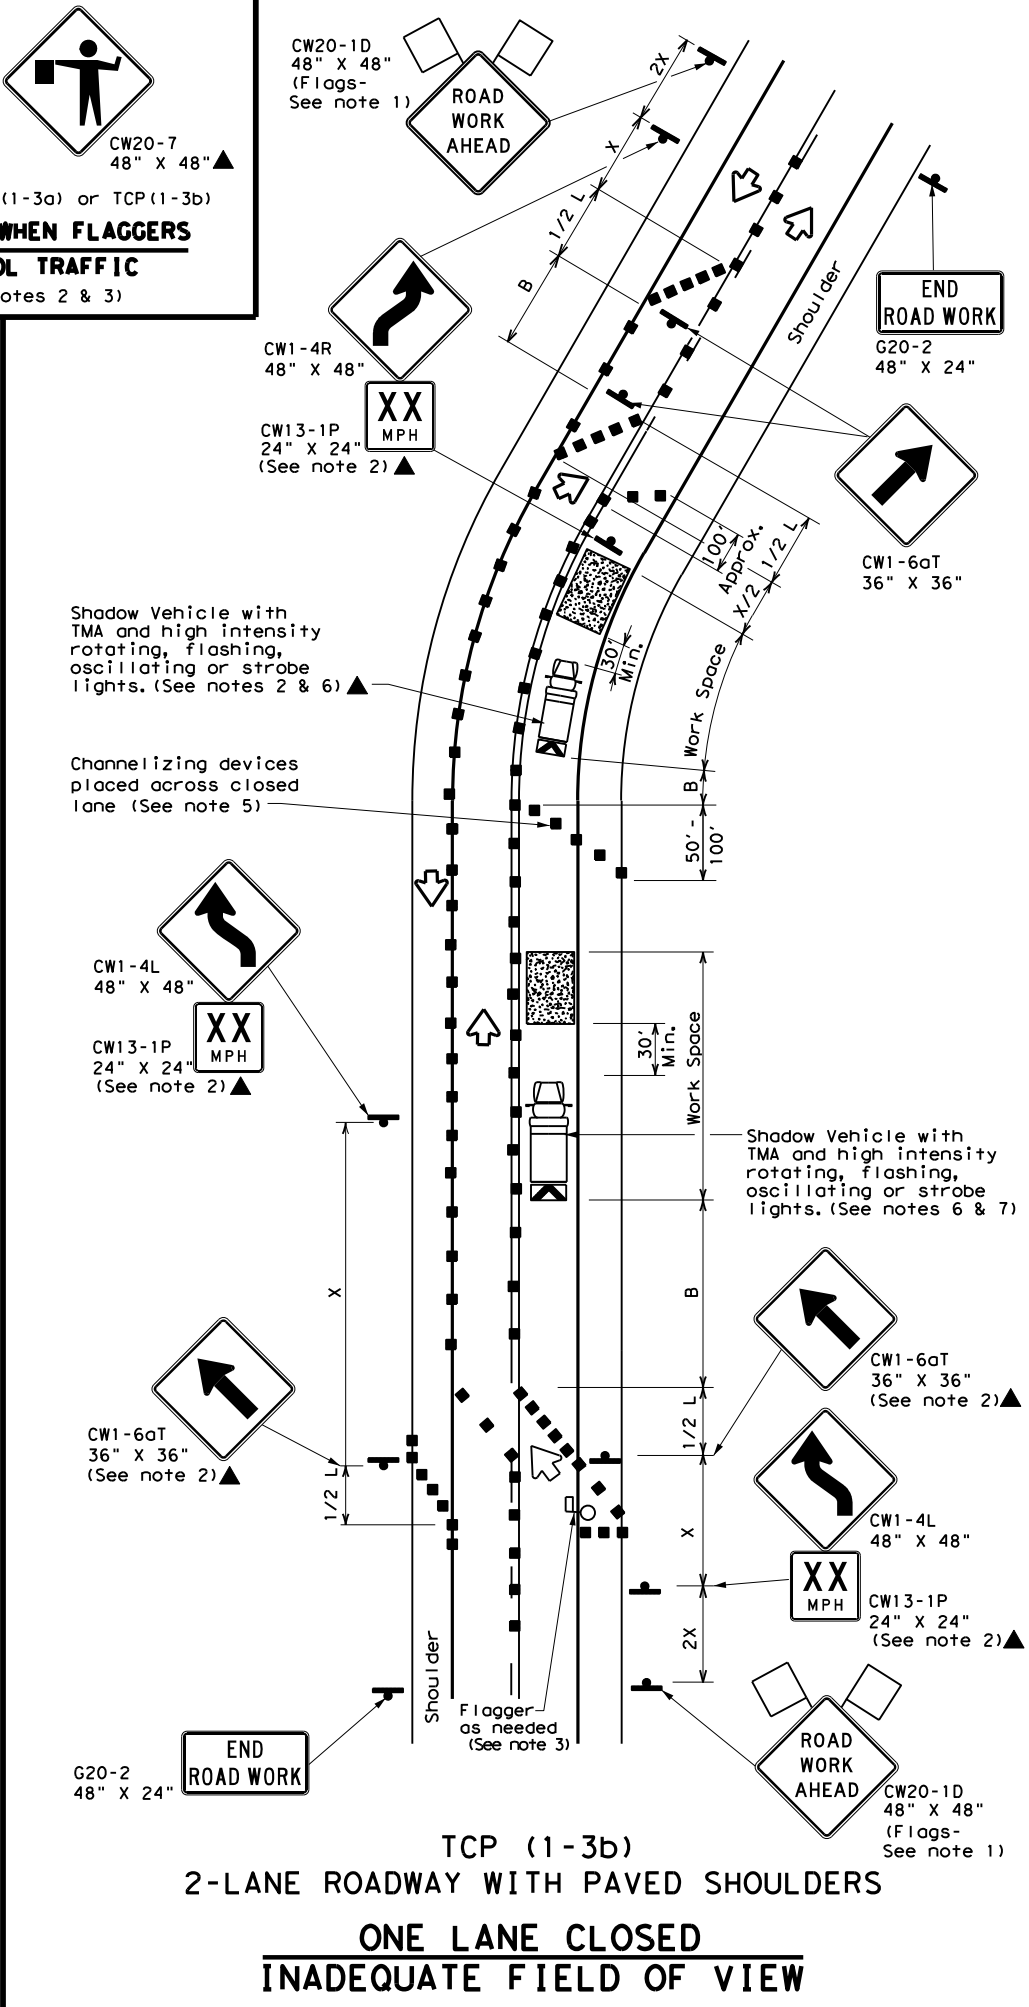 CW20-7
48" X 48"
(1-3a) or TCP(1-3b)
WHEN FLAGGERS
OL TRAFFIC
otes 2 & 3)
CW20-1D
48" X 48"
(Flags-
See note 1)
ROAD
WORK
AHEAD
2X
X
1/2 L
B
CW1-4R
48" X 48"
XX
MPH
CW13-1P
24" X 24"
(See note 2)
Shoulder
END
ROAD WORK
G20-2
48" X 24"
CW1-6aT
36" X 36"
100'
Approx.
1/2 L
X/2
30'
Min.
Work Space
B
50'-
100'
Shadow Vehicle with
TMA and high intensity
rotating, flashing,
oscillating or strobe
lights. (See notes 2 & 6)
Channelizing devices
placed across closed
lane (See note 5)
CW1-4L
48" X 48"
XX
MPH
CW13-1P
24" X 24"
(See note 2)
30'
Min.
Work Space
Shadow Vehicle with
TMA and high intensity
rotating, flashing,
oscillating or strobe
lights. (See notes 6 & 7)
X
B
CW1-6aT
36" X 36"
(See note 2)
1/2 L
CW1-6aT
36" X 36"
(See note 2)
1/2 L
X
CW1-4L
48" X 48"
XX
MPH
CW13-1P
24" X 24"
(See note 2)
2X
Shoulder
Flagger
as needed
(See note 3)
END
ROAD WORK
G20-2
48" X 24"
ROAD
WORK
AHEAD
CW20-1D
48" X 48"
(Flags-
See note 1)
TCP (1-3b)
2-LANE ROADWAY WITH PAVED SHOULDERS
ONE LANE CLOSED
INADEQUATE FIELD OF VIEW